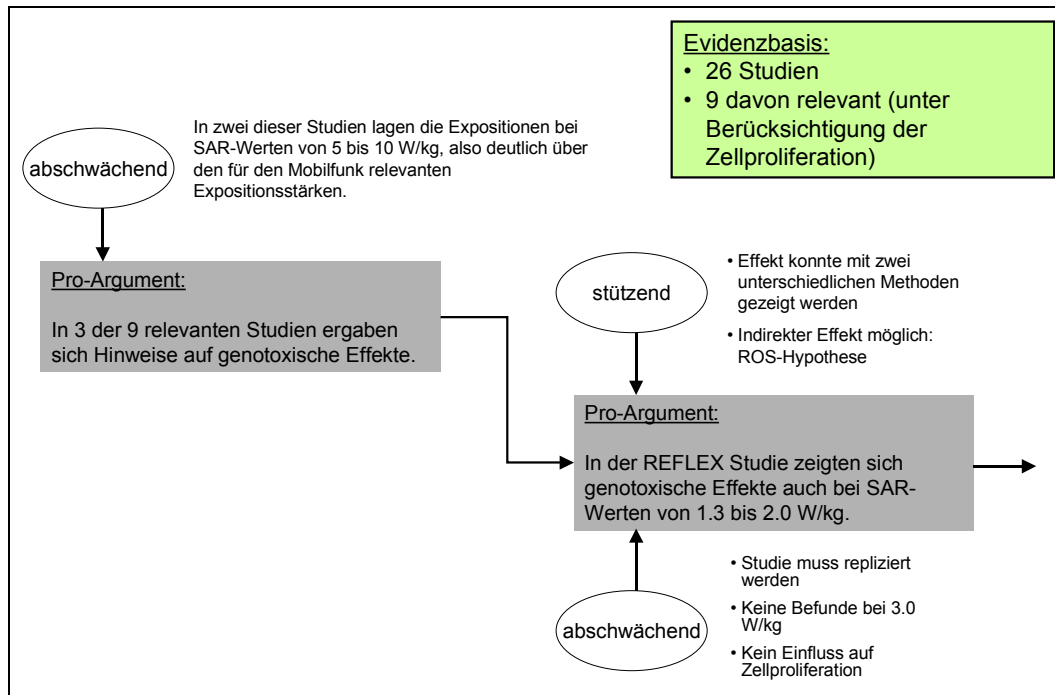 Evidenzbasis:
• 26 Studien
• 9 davon relevant (unter
Berücksichtigung der
Zellproliferation)
abschwächend
In zwei dieser Studien lagen die Expositionen bei
SAR-Werten von 5 bis 10 W/kg, also deutlich über
den für den Mobilfunk relevanten
Expositionsstärken.
Pro-Argument:
In 3 der 9 relevanten Studien ergaben
sich Hinweise auf genotoxische Effekte.
stützend
• Effekt konnte mit zwei
unterschiedlichen Methoden
gezeigt werden
• Indirekter Effekt möglich:
ROS-Hypothese
Pro-Argument:
In der REFLEX Studie zeigten sich
genotoxische Effekte auch bei SAR-
Werten von 1.3 bis 2.0 W/kg.
abschwächend
• Studie muss repliziert
werden
• Keine Befunde bei 3.0
W/kg
• Kein Einfluss auf
Zellproliferation